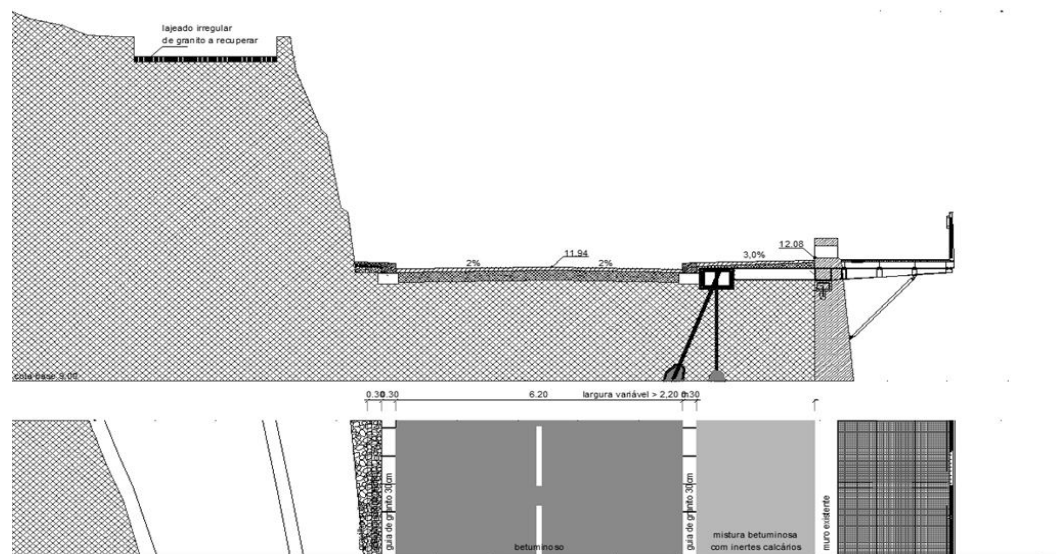 lajeado irregular
de granito a recuperar
12.08
11.94
2%
2%
3,0%
cota base 9.00
0.30
0.30
6.20
largura variável > 2,20 m
0.30
guia de granito 30cm
guia de granito 30cm
muro existente
mistura betuminosa
com inertes calcários
betuminoso